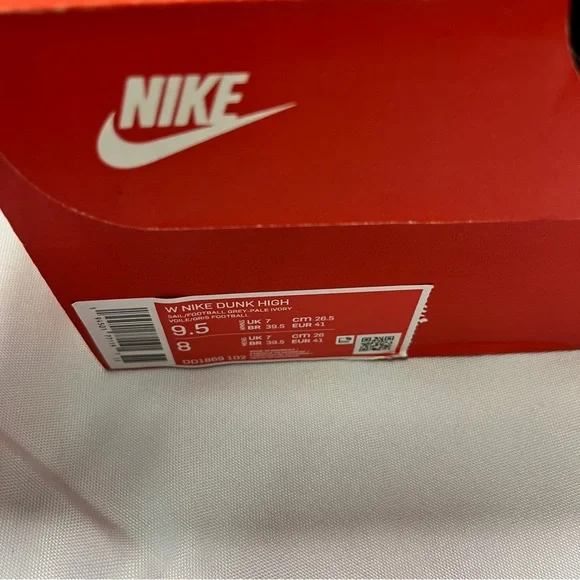 NIKE
W NIKE DUNK HIGH
SAIL/FOOTBALL GREY-PALE IVORY
VOILE/GRIS FOOTBALL
9.5 UK 7 cm 26.5
BR 39.5 EUR 41
8 UK 7 cm 26
BR 39.5 EUR 41
DD1869 102